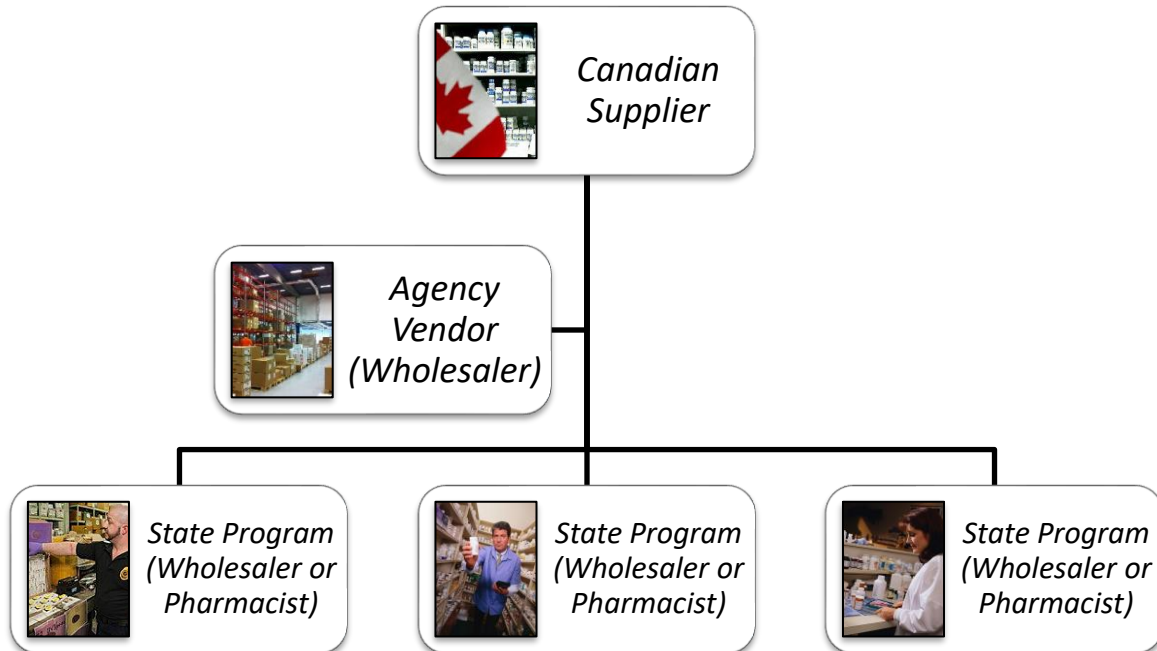 Canadian
Supplier
Agency
Vendor
(Wholesaler)
State Program
(Wholesaler or
Pharmacist)
State Program
(Wholesaler or
Pharmacist)
State Program
(Wholesaler or
Pharmacist)